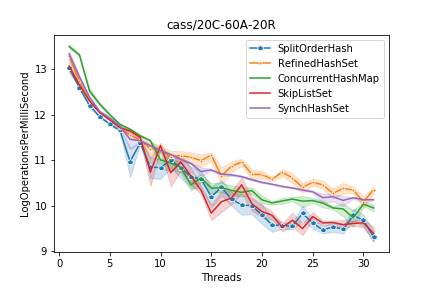 cass/20C-60A-20R
SplitOrderHash
RefinedHashSet
ConcurrentHashMap
SkipListSet
SynchHashSet
LogOperationsPerMilliSecond
13
12
11
10
9
0 5 10 15 20 25 30
Threads